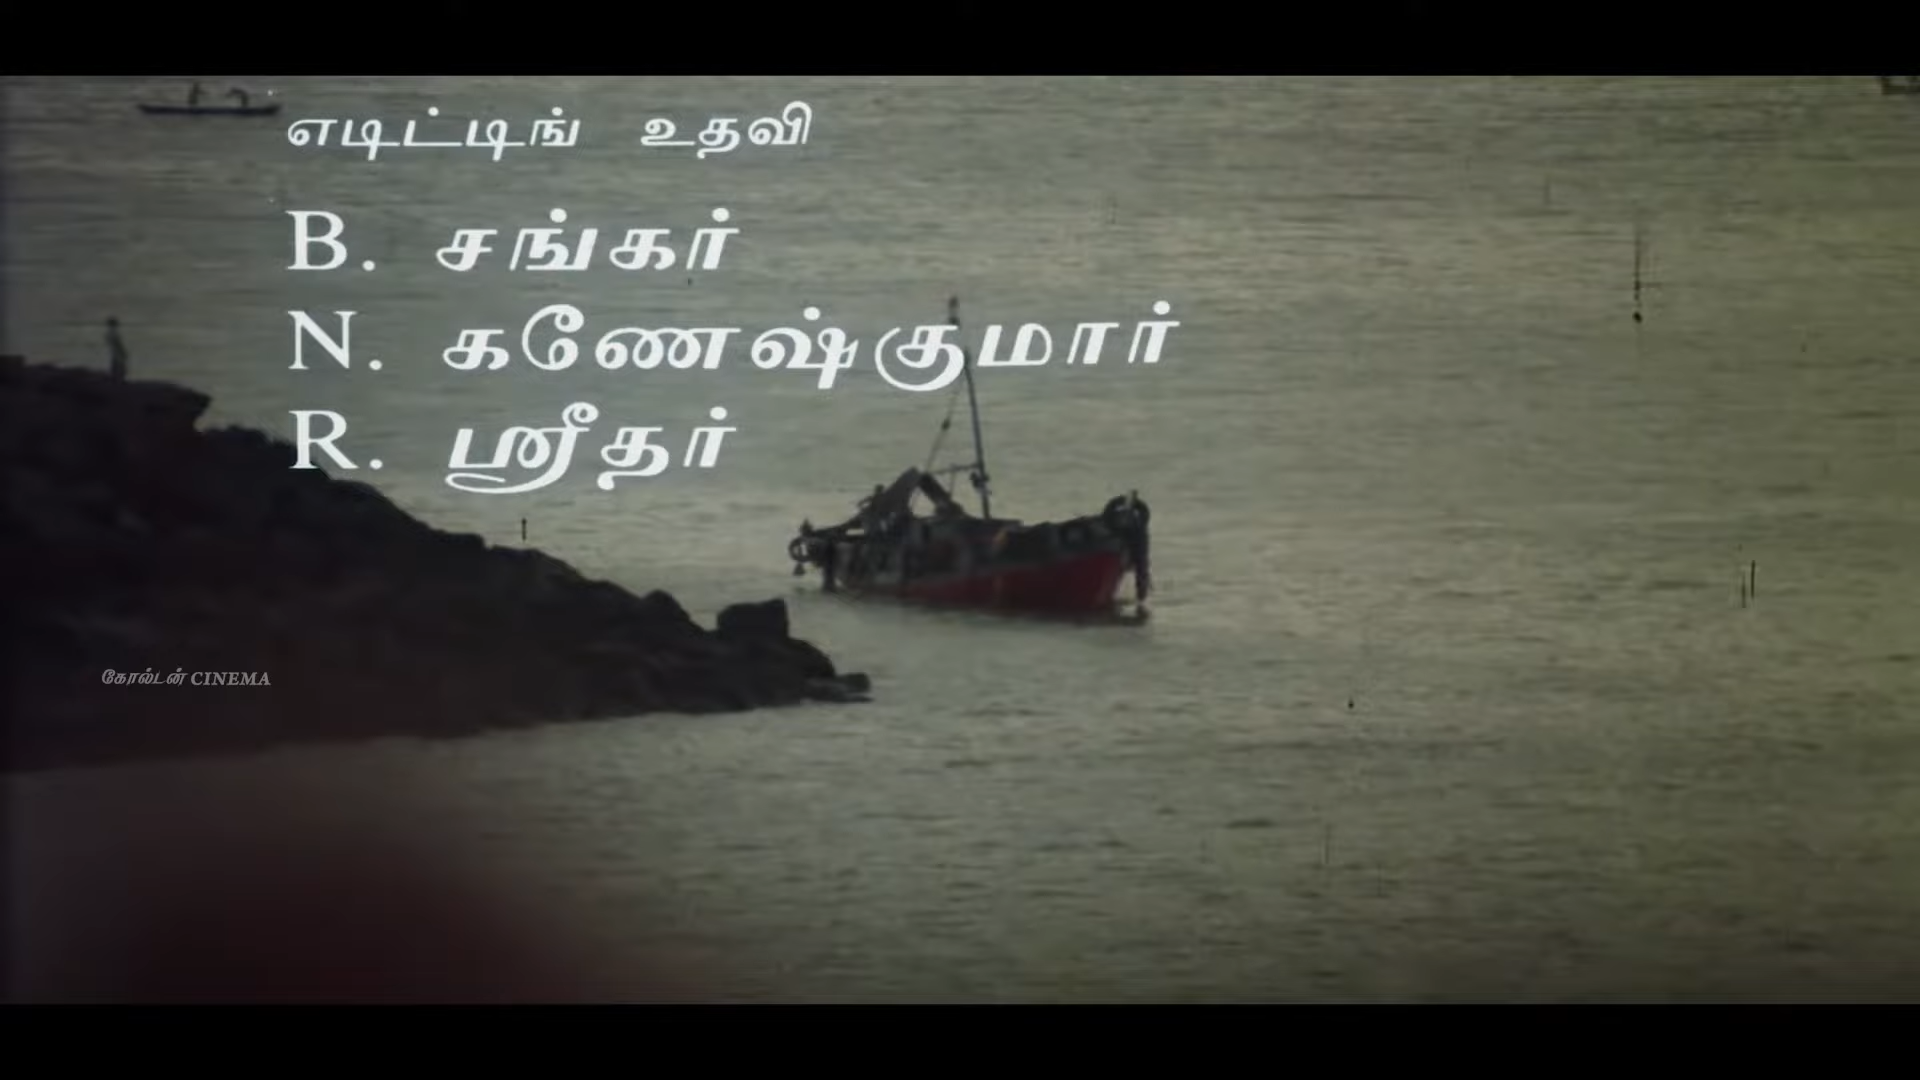 எடிட்டிங் உதவி
B. சங்கர்
N. கணேஷ்குமார்
R. ஸ்ரீதர்
கோல்டன் CINEMA